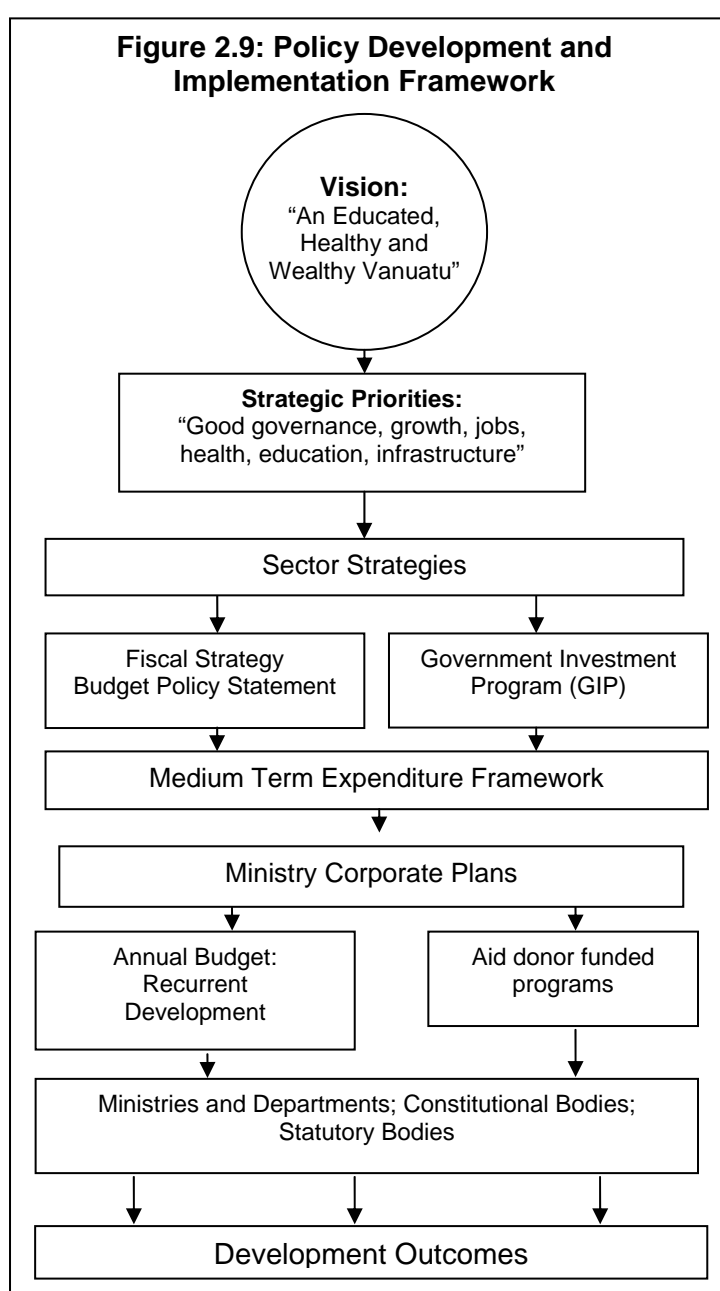 Figure 2.9: Policy Development and
Implementation Framework
Vision:
“An Educated,
Healthy and
Wealthy Vanuatu”
Strategic Priorities:
“Good governance, growth, jobs,
health, education, infrastructure”
Sector Strategies
Fiscal Strategy
Budget Policy Statement
Government Investment
Program (GIP)
Medium Term Expenditure Framework
Ministry Corporate Plans
Annual Budget:
Recurrent
Development
Aid donor funded
programs
Ministries and Departments; Constitutional Bodies;
Statutory Bodies
Development Outcomes